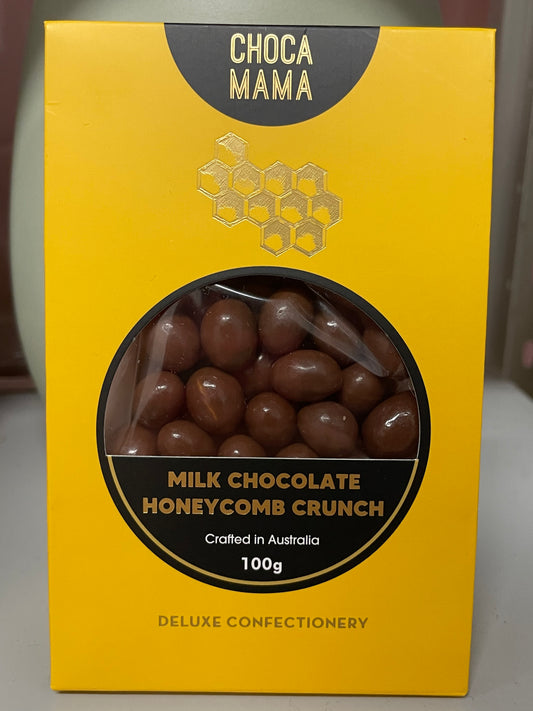 CHOCA
MAMA
MILK CHOCOLATE
HONEYCOMB CRUNCH
Crafted in Australia
100g
DELUXE CONFECTIONERY